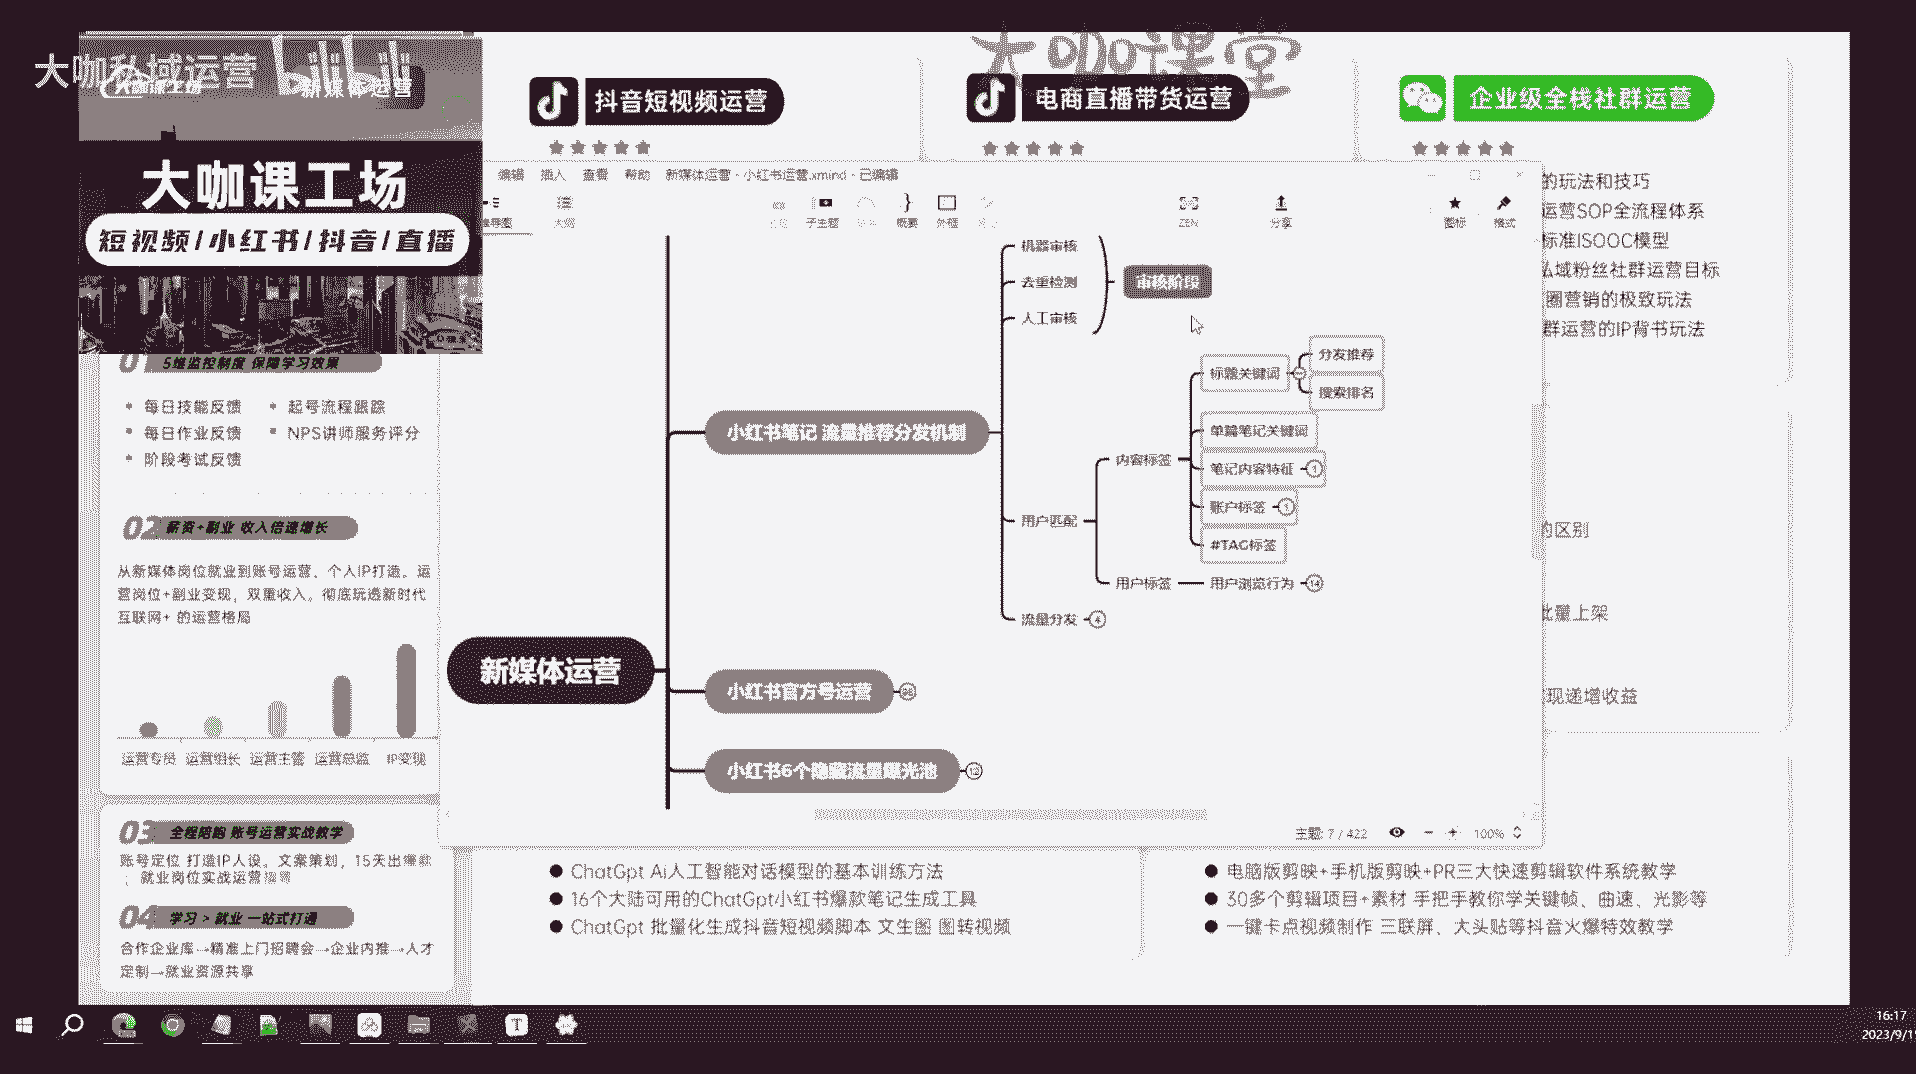 大咖私域运营
bilibili
新媒体运营
大咖课堂
大咖课工场
短视频/小红书/抖音/直播
抖音短视频运营
电商直播带货运营
企业级全栈社群运营
编辑 插入 查看 帮助 新媒体运营 - 小红书运营.xmind - 已编辑
大纲
子主题
概要
外框
ZEN
分享
图标
格式
机器审核
去重检测
人工审核
审核阶段
小红书笔记 流量推荐分发机制
用户匹配
内容标签
标题关键词
分发推荐
搜索排名
单篇笔记关键词
笔记内容特征 1
账户标签 1
#TAG标签
用户标签
用户浏览行为 14
流量分发 4
新媒体运营
小红书官方号运营
小红书6个隐藏流量曝光池 12
主题: 7 / 422
100%
的玩法和技巧
运营SOP全流程体系
标准ISOOC模型
私域粉丝社群运营目标
圈营销的极致玩法
群运营的IP背书玩法
的区别
批量上架
现递增收益
01 5维监控制度 保障学习效果
每日技能反馈
起号流程跟踪
每日作业反馈
NPS讲师服务评分
阶段考试反馈
02 薪资+副业 收入倍速增长
从新媒体岗位就业到账号运营、个人IP打造。运
营岗位+副业变现，双重收入。彻底玩透新时代
互联网+ 的运营格局
运营专员 运营组长 运营主管 运营总监 IP变现
03 全程陪跑 账号运营实战教学
账号定位 打造IP人设。文案策划，15天出爆款
；就业岗位实战运营
04 学习 > 就业 一站式打通
合作企业库→精准上门招聘会→企业内推→人才
定制→就业资源共享
ChatGpt Ai人工智能对话模型的基本训练方法
16个大陆可用的ChatGpt小红书爆款笔记生成工具
ChatGpt 批量化生成抖音短视频脚本 文生图 图转视频
电脑版剪映+手机版剪映+PR三大快速剪辑软件系统教学
30多个剪辑项目+素材 手把手教你学关键帧、曲速、光影等
一键卡点视频制作 三联屏、大头贴等抖音火爆特效教学
16:17
2023/9/1